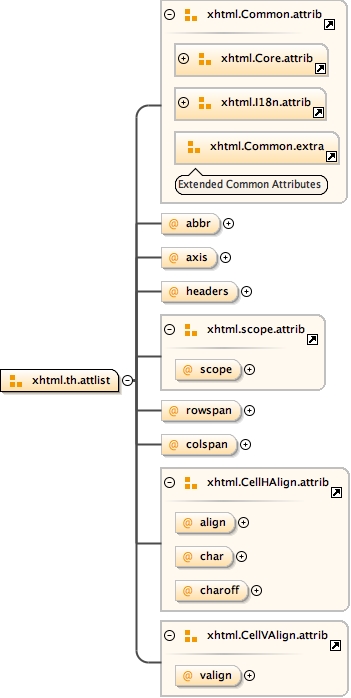 xhtml.Common.attrib
xhtml.Core.attrib
xhtml.I18n.attrib
xhtml.Common.extra
Extended Common Attributes
@ abbr
@ axis
@ headers
xhtml.scope.attrib
@ scope
xhtml.th.attlist
@ rowspan
@ colspan
xhtml.CellHAlign.attrib
@ align
@ char
@ charoff
xhtml.CellVAlign.attrib
@ valign